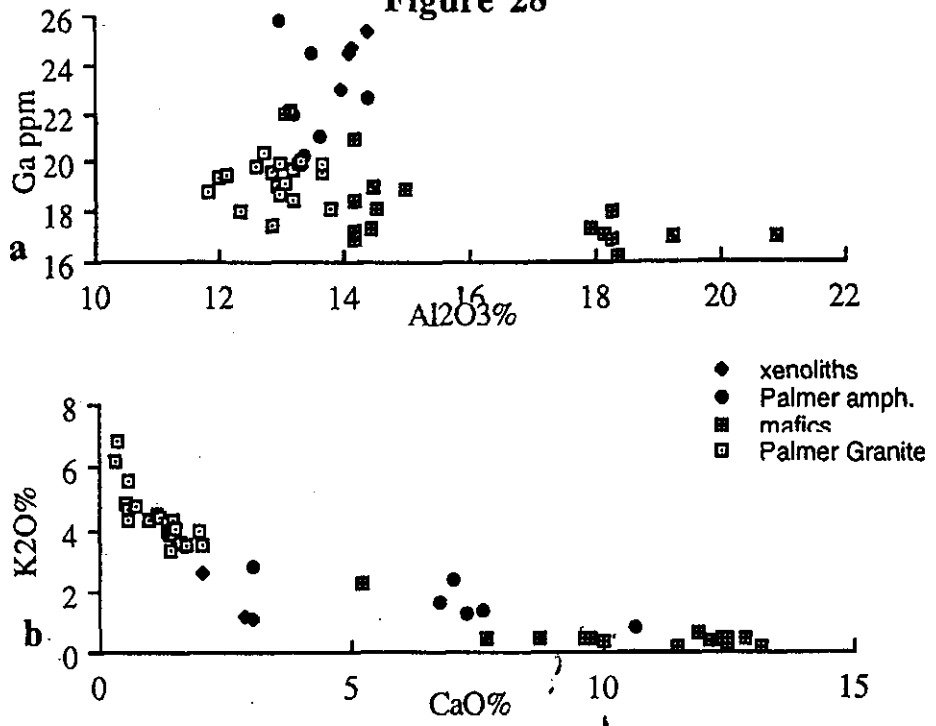 Figure 28
26
24
22
20
18
16
Ga ppm
a
10 12 14 16 18 20 22
Al2O3%
xenoliths
Palmer amph.
mafics
Palmer Granite
8
6
4
2
0
K2O%
b
0 5 10 15
CaO%